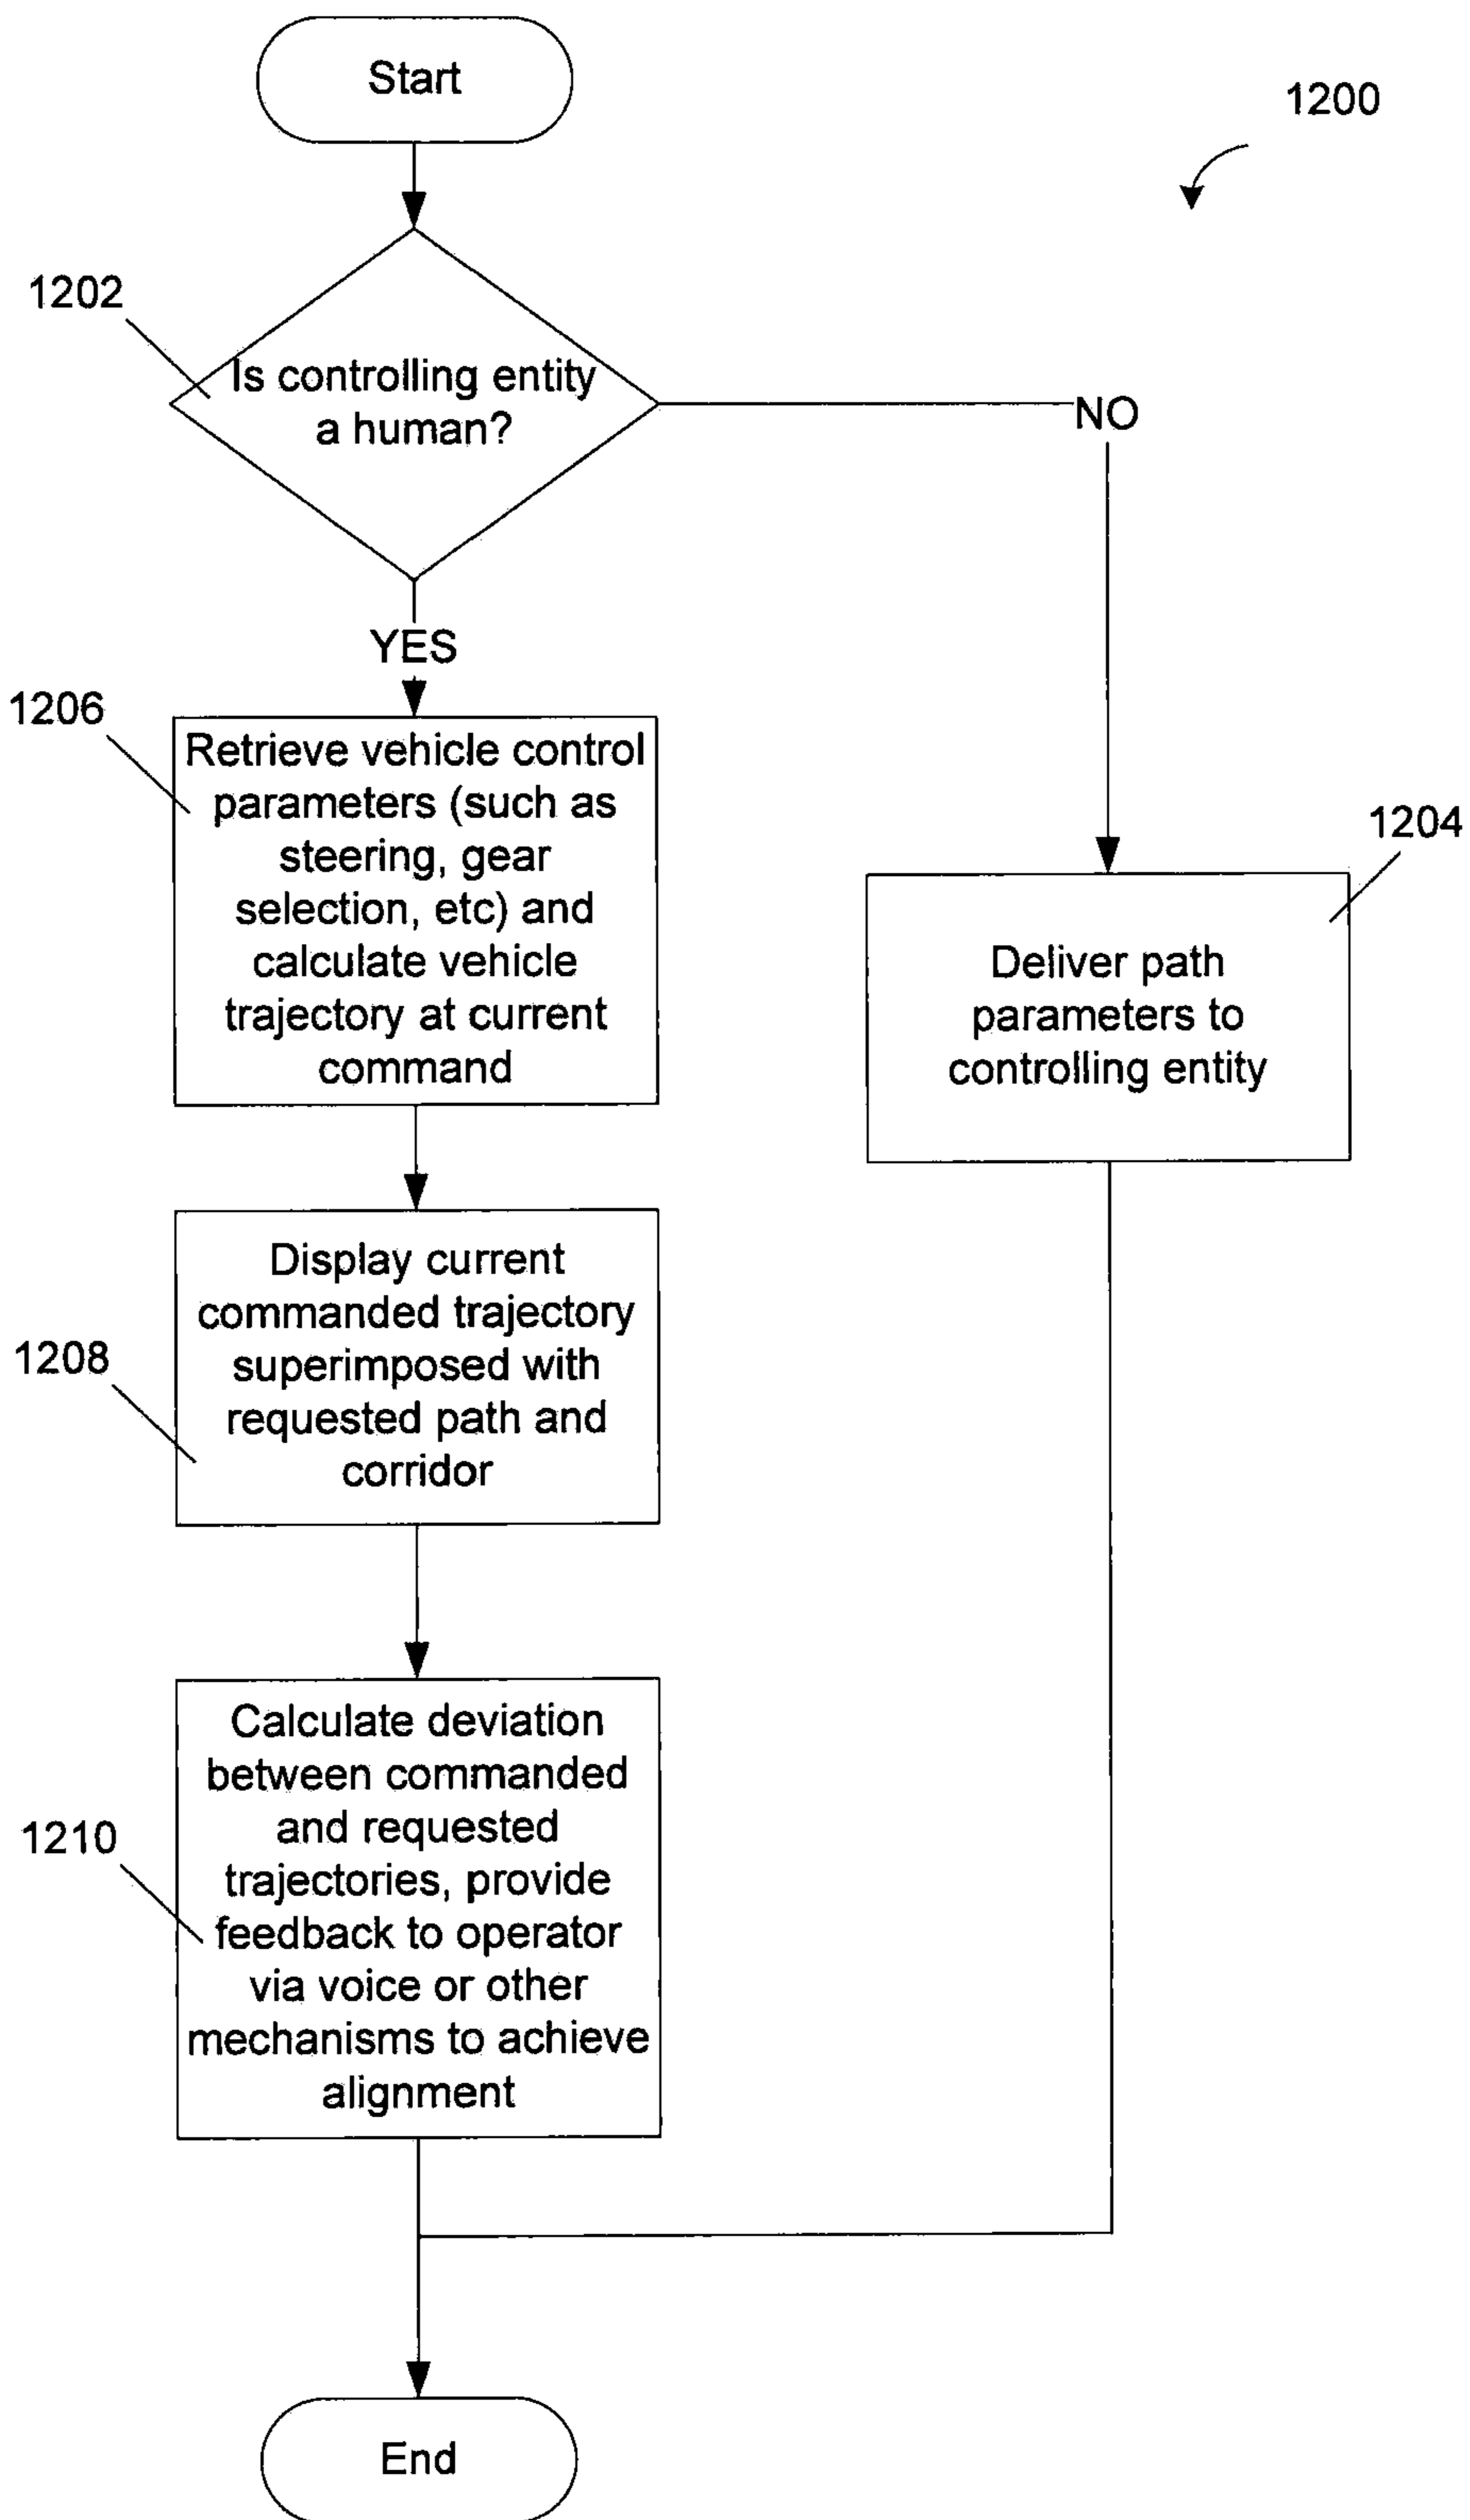 Start
1200
1202
Is controlling entity
a human?
NO
YES
1206
Retrieve vehicle control
parameters (such as
steering, gear
selection, etc) and
calculate vehicle
trajectory at current
command
1204
Deliver path
parameters to
controlling entity
1208
Display current
commanded trajectory
superimposed with
requested path and
corridor
1210
Calculate deviation
between commanded
and requested
trajectories, provide
feedback to operator
via voice or other
mechanisms to achieve
alignment
End